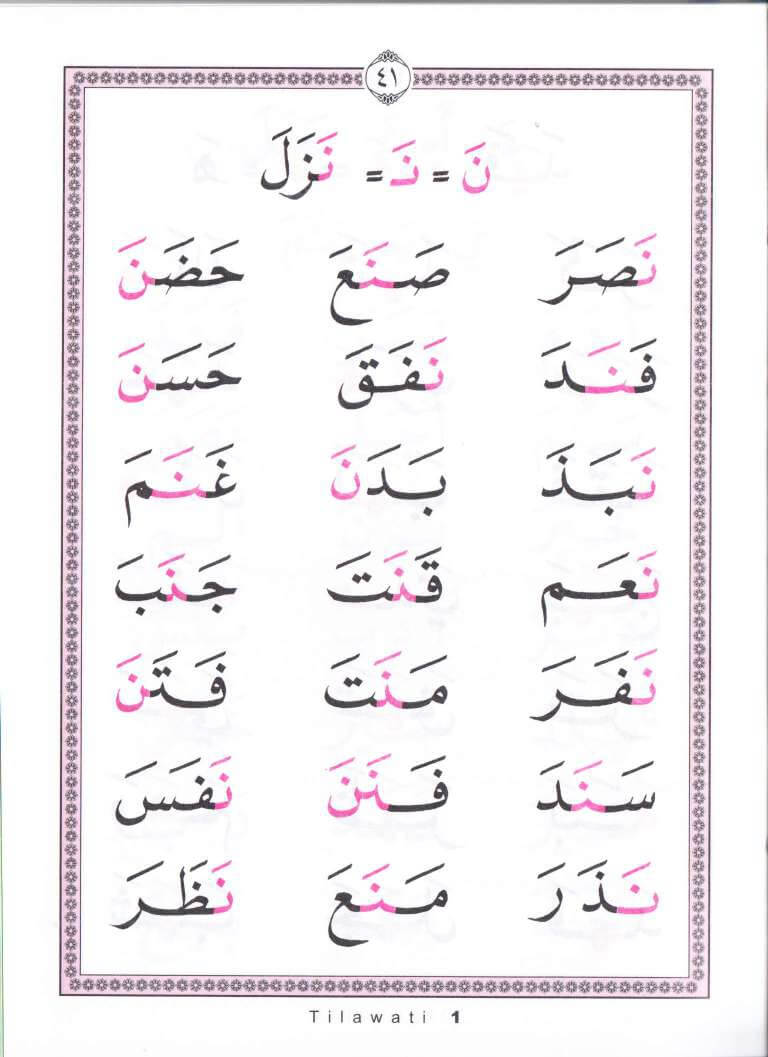 ٤١
نَ = نَـ = نَزَلَ
نَصَرَ صَنَعَ حَضَنَ
فَنَدَ نَفَقَ حَسَنَ
نَبَذَ بَدَنَ غَنَمَ
نَعَم قَنَتَ جَنَبَ
نَفَرَ مَنَتَ فَتَنَ
سَنَدَ فَنَنَ نَفَسَ
نَذَرَ مَنَعَ نَظَرَ
Tilawati 1